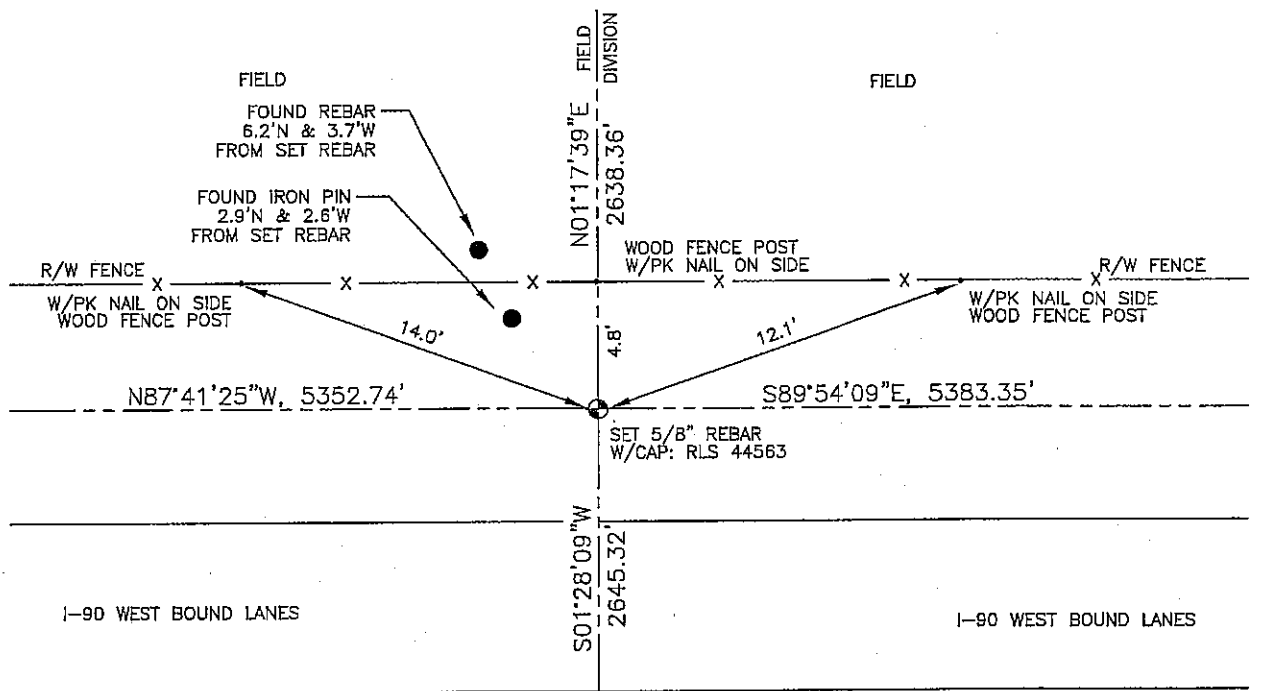 FIELD
DIVISION
FIELD
FIELD
FOUND REBAR
6.2'N & 3.7'W
FROM SET REBAR
N01°17'39"E
2638.36'
FOUND IRON PIN
2.9'N & 2.6'W
FROM SET REBAR
WOOD FENCE POST
W/PK NAIL ON SIDE
R/W FENCE
X
X
X
X
X
X
R/W FENCE
W/PK NAIL ON SIDE
WOOD FENCE POST
W/PK NAIL ON SIDE
WOOD FENCE POST
14.0'
4.8'
12.1'
N87°41'25"W, 5352.74'
S89°54'09"E, 5383.35'
SET 5/8" REBAR
W/CAP: RLS 44563
S01°28'09"W
2645.32'
I-90 WEST BOUND LANES
I-90 WEST BOUND LANES